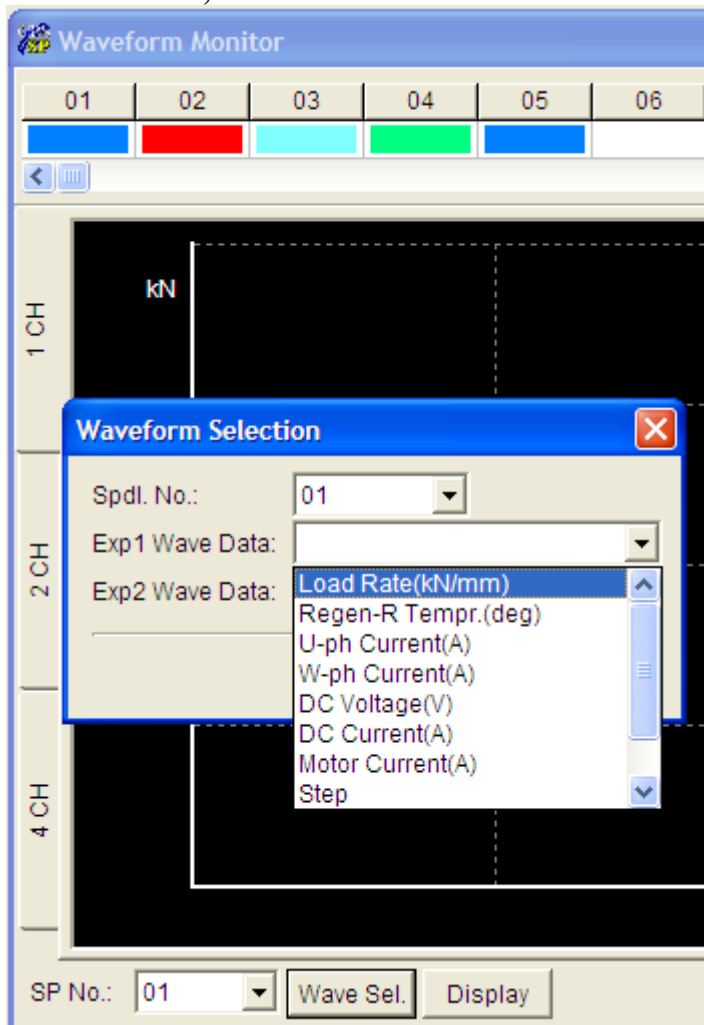 Waveform Monitor
01 02 03 04 05 06
kN
1 CH
Waveform Selection
Spdl. No.: 01
Exp1 Wave Data:
2 CH
Exp2 Wave Data:
Load Rate(kN/mm)
Regen-R Tempr.(deg)
U-ph Current(A)
W-ph Current(A)
DC Voltage(V)
DC Current(A)
Motor Current(A)
Step
4 CH
SP No.: 01 Wave Sel. Display